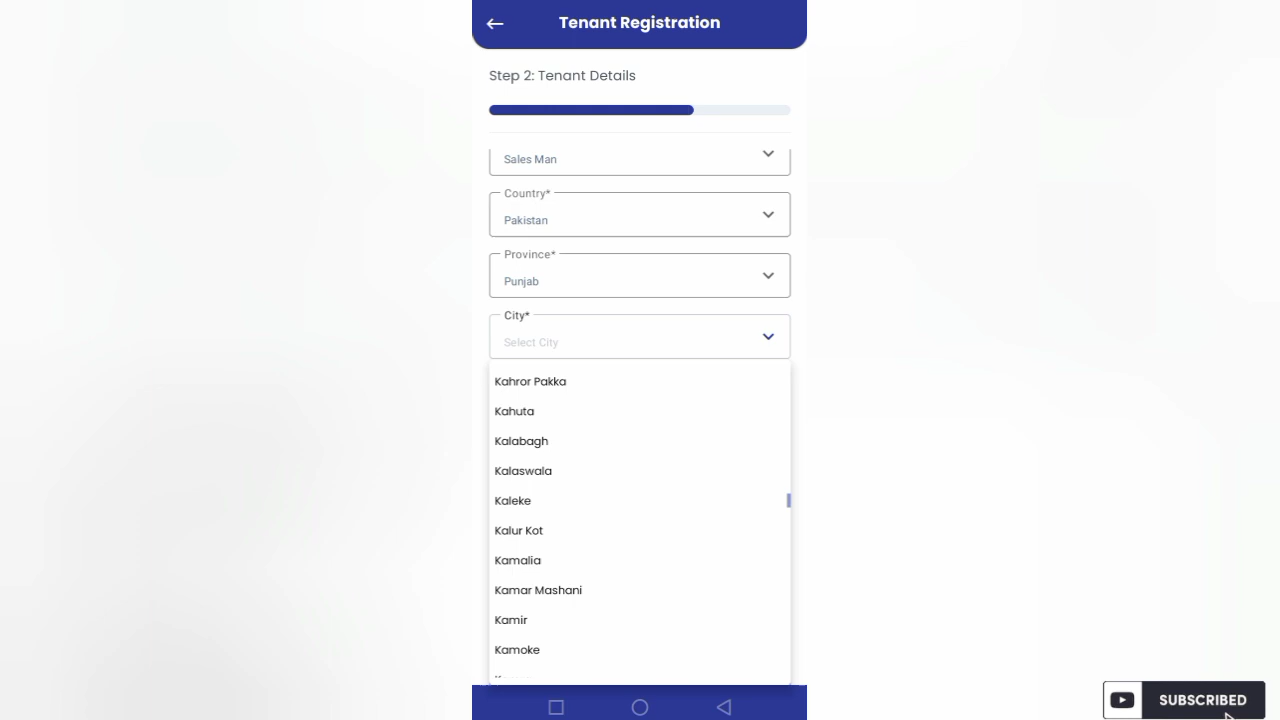 Tenant Registration
Step 2: Tenant Details
Sales Man
Country*
Pakistan
Province*
Punjab
City*
Select City
Kahror Pakka
Kahuta
Kalabagh
Kalaswala
Kaleke
Kalur Kot
Kamalia
Kamar Mashani
Kamir
Kamoke
SUBSCRIBED